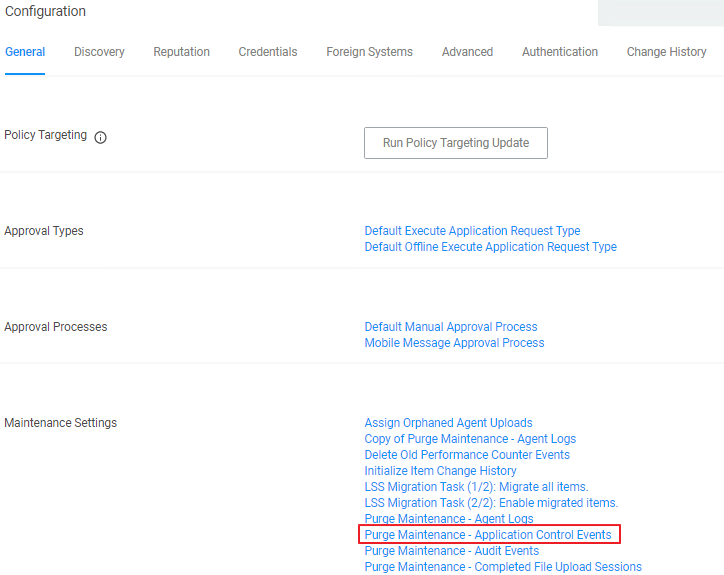 Configuration
General Discovery Reputation Credentials Foreign Systems Advanced Authentication Change History
Policy Targeting
Run Policy Targeting Update
Approval Types
Default Execute Application Request Type
Default Offline Execute Application Request Type
Approval Processes
Default Manual Approval Process
Mobile Message Approval Process
Maintenance Settings
Assign Orphaned Agent Uploads
Copy of Purge Maintenance - Agent Logs
Delete Old Performance Counter Events
Initialize Item Change History
LSS Migration Task (1/2): Migrate all items.
LSS Migration Task (2/2): Enable migrated items.
Purge Maintenance - Agent Logs
Purge Maintenance - Application Control Events
Purge Maintenance - Audit Events
Purge Maintenance - Completed File Upload Sessions